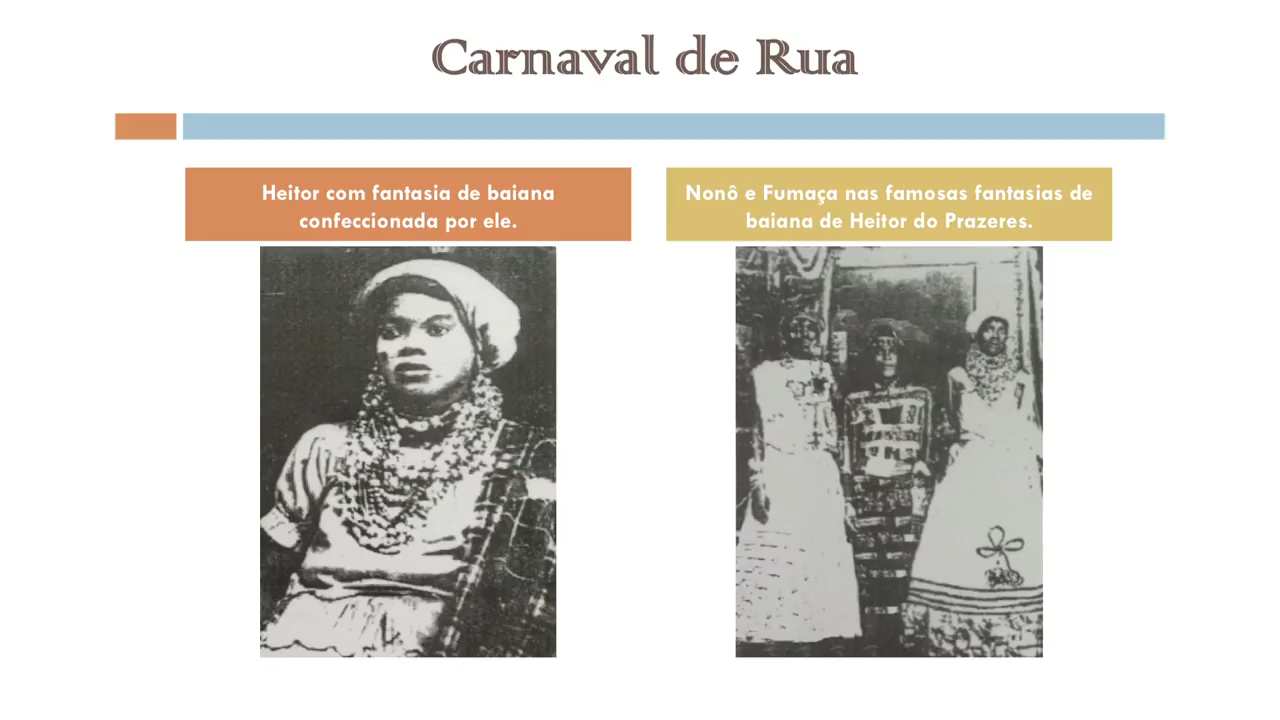 Carnaval de Rua
Heitor com fantasia de baiana
confeccionada por ele.
Nonô e Fumaça nas famosas fantasias de
baiana de Heitor do Prazeres.